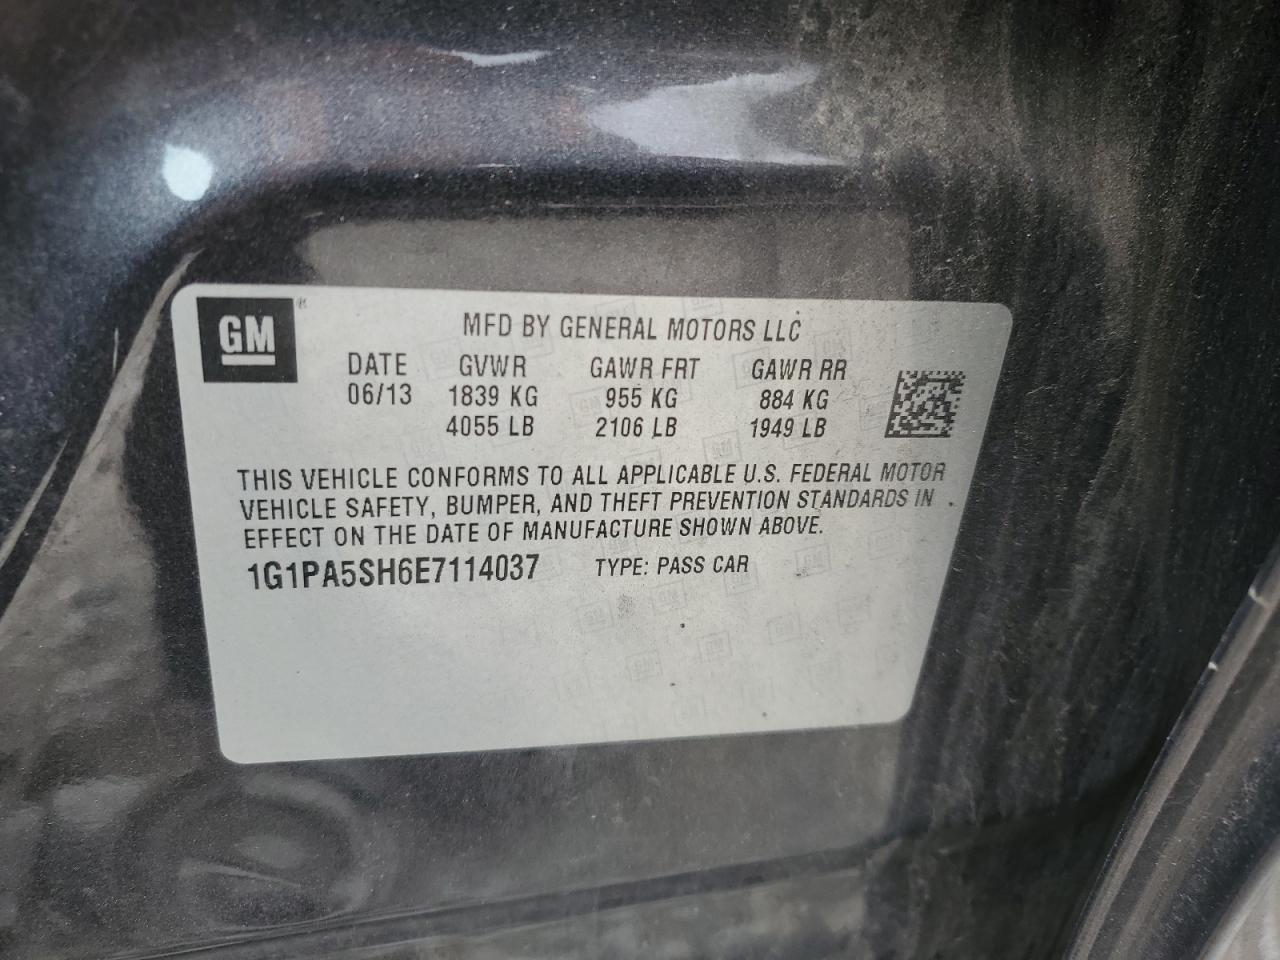 GM®
MFD BY GENERAL MOTORS LLC
DATE GVWR GAWR FRT GAWR RR
06/13 1839 KG 955 KG 884 KG
4055 LB 2106 LB 1949 LB
THIS VEHICLE CONFORMS TO ALL APPLICABLE U.S. FEDERAL MOTOR
VEHICLE SAFETY, BUMPER, AND THEFT PREVENTION STANDARDS IN
EFFECT ON THE DATE OF MANUFACTURE SHOWN ABOVE.
1G1PA5SH6E7114037 TYPE: PASS CAR